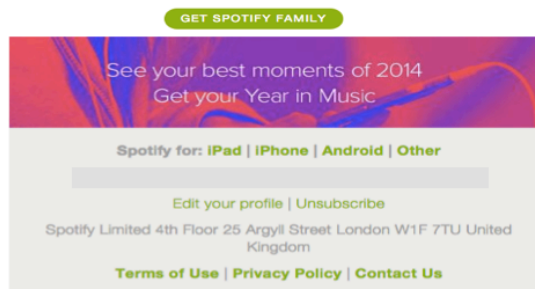 GET SPOTIFY FAMILY
See your best moments of 2014
Get your Year in Music
Spotify for: iPad | iPhone | Android | Other
Edit your profile | Unsubscribe
Spotify Limited 4th Floor 25 Argyll Street London W1F 7TU United
Kingdom
Terms of Use | Privacy Policy | Contact Us